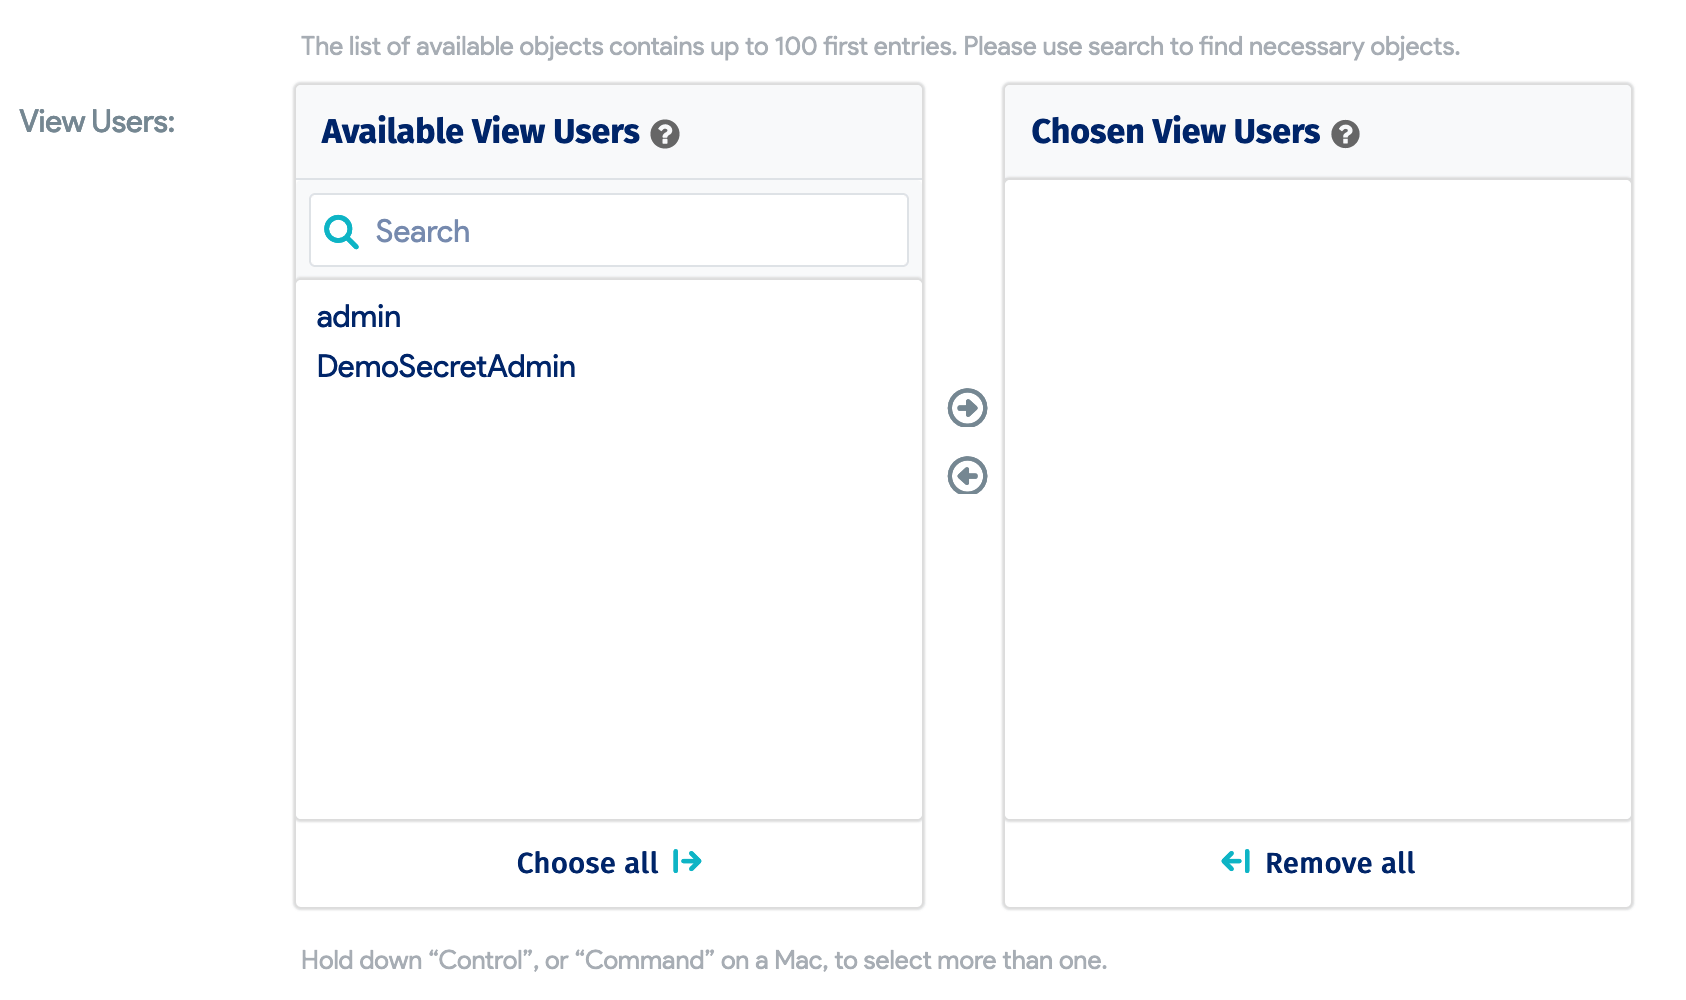 The list of available objects contains up to 100 first entries. Please use search to find necessary objects.
View Users:
Available View Users ?
Search
admin
DemoSecretAdmin
Choose all
Chosen View Users ?
Remove all
Hold down “Control”, or “Command” on a Mac, to select more than one.